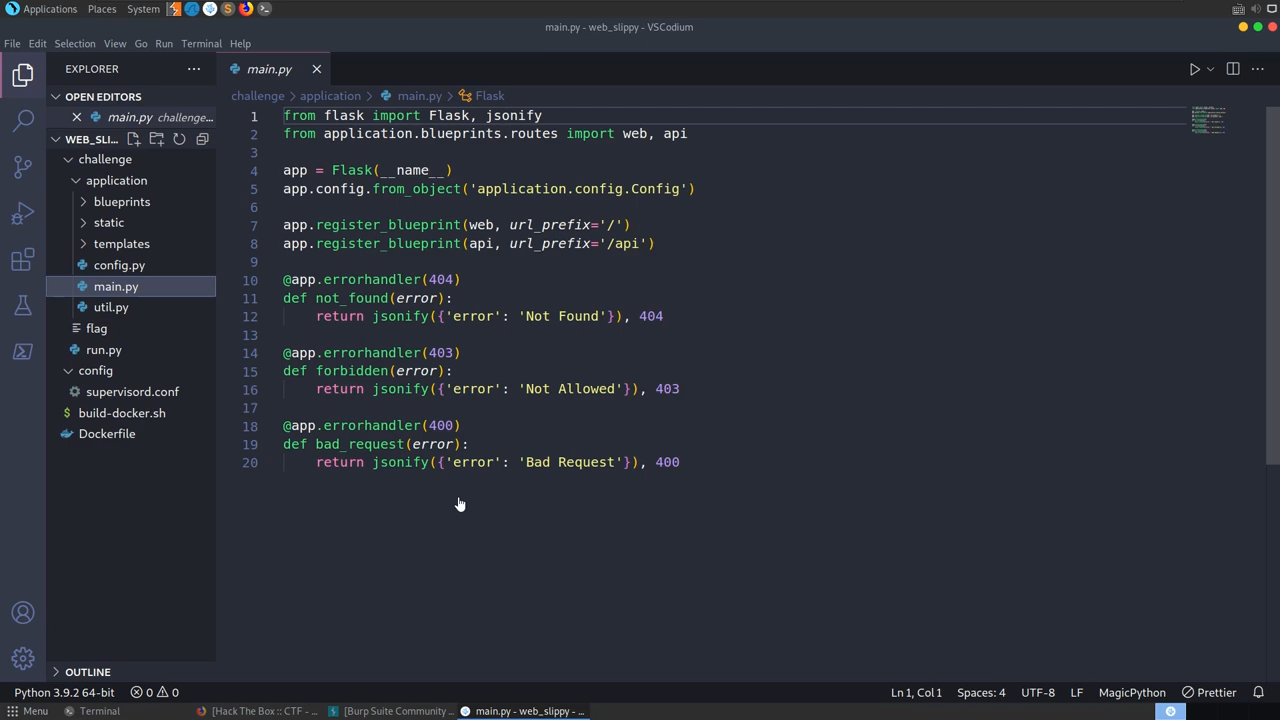 Applications Places System
main.py - web_slippy - VSCodium
File Edit Selection View Go Run Terminal Help
EXPLORER
main.py
OPEN EDITORS
challenge > application > main.py > Flask
main.py challenge...
WEB_SLI...
challenge
application
blueprints
static
templates
config.py
main.py
util.py
flag
run.py
config
supervisord.conf
build-docker.sh
Dockerfile
OUTLINE
1 from flask import Flask, jsonify
2 from application.blueprints.routes import web, api
3
4 app = Flask(__name__)
5 app.config.from_object('application.config.Config')
6
7 app.register_blueprint(web, url_prefix='/')
8 app.register_blueprint(api, url_prefix='/api')
9
10 @app.errorhandler(404)
11 def not_found(error):
12 return jsonify({'error': 'Not Found'}), 404
13
14 @app.errorhandler(403)
15 def forbidden(error):
16 return jsonify({'error': 'Not Allowed'}), 403
17
18 @app.errorhandler(400)
19 def bad_request(error):
20 return jsonify({'error': 'Bad Request'}), 400
Python 3.9.2 64-bit 0 0 Ln 1, Col 1 Spaces: 4 UTF-8 LF MagicPython Prettier
Menu Terminal [Hack The Box :: CTF - ... [Burp Suite Community ... main.py - web_slippy - ...